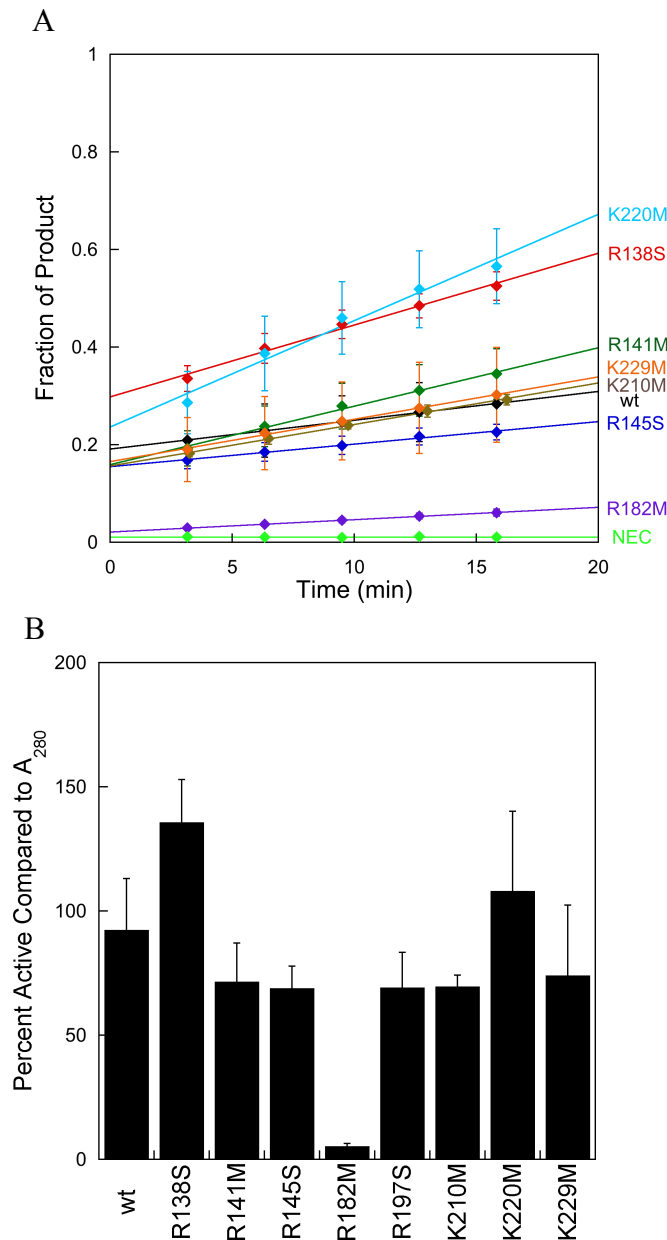 A
1
0.8
0.6
0.4
0.2
0
Fraction of Product
K220M
R138S
R141M
K229M
K210M
wt
R145S
R182M
NEC
0 5 10 15 20
Time (min)
B
200
150
100
50
0
Percent Active Compared to A280
wt R138S R141M R145S R182M R197S K210M K220M K229M